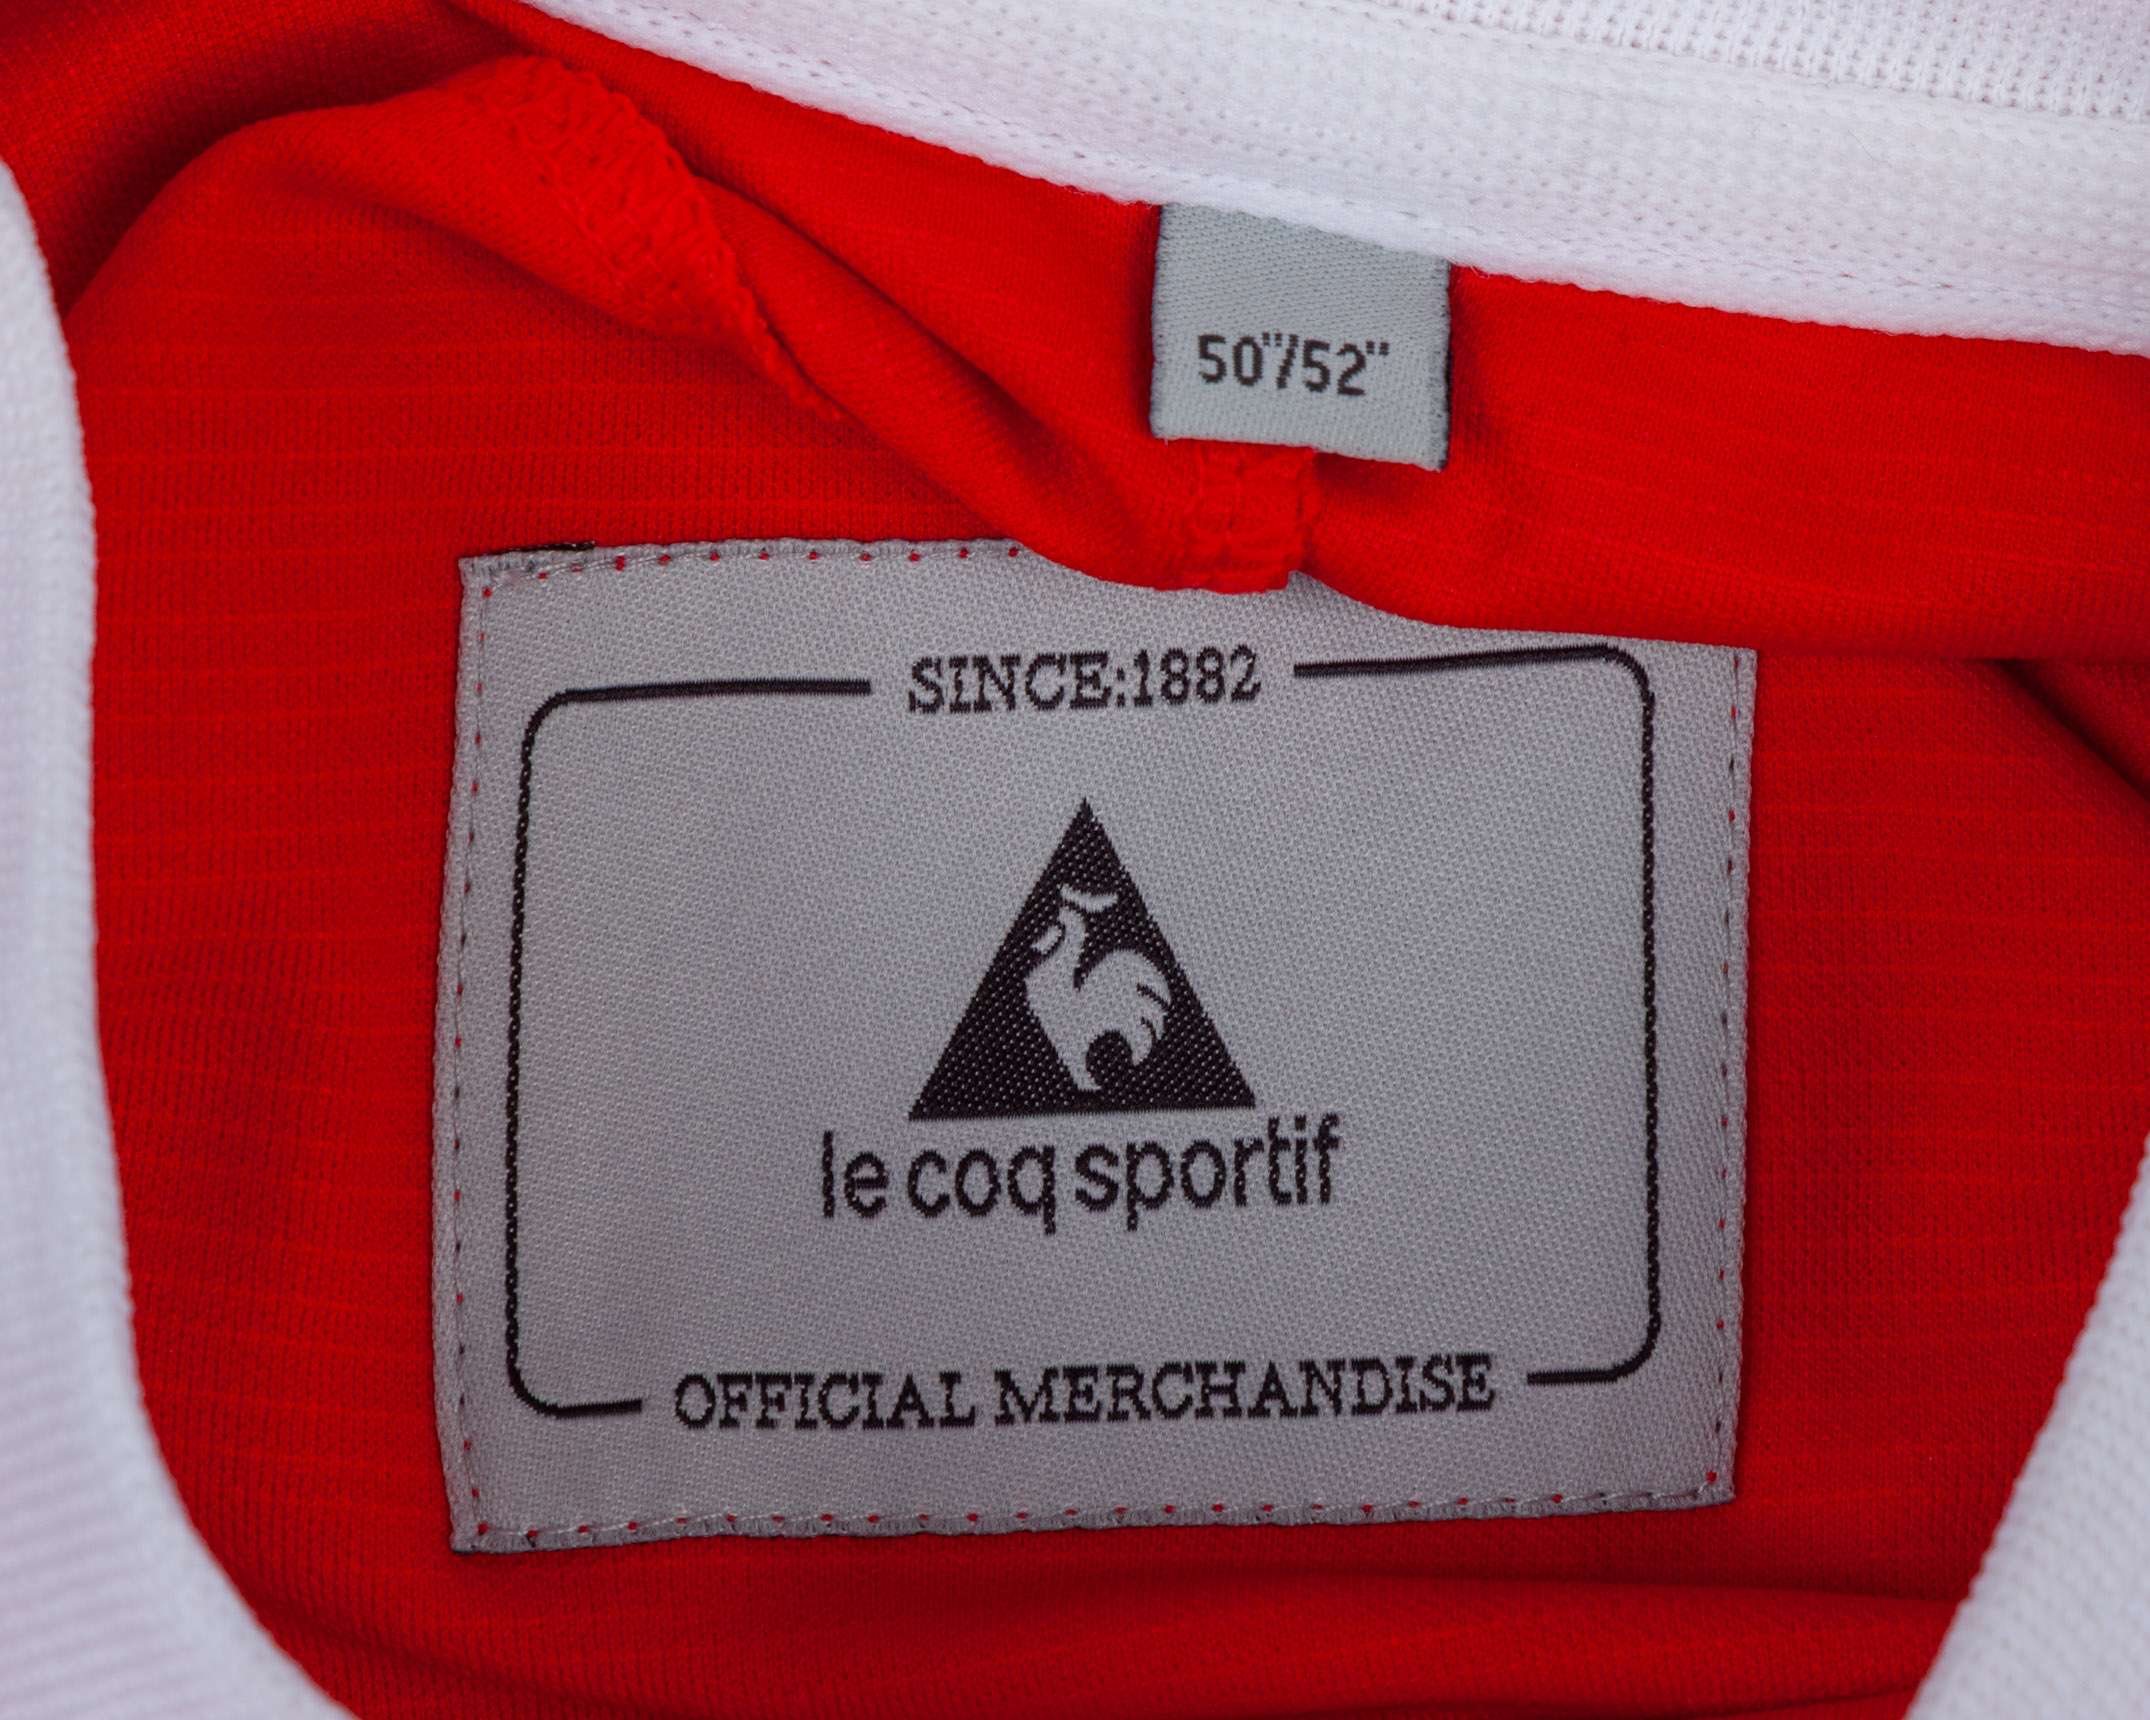 50"/52"
SINCE:1882
le coq sportif
OFFICIAL MERCHANDISE